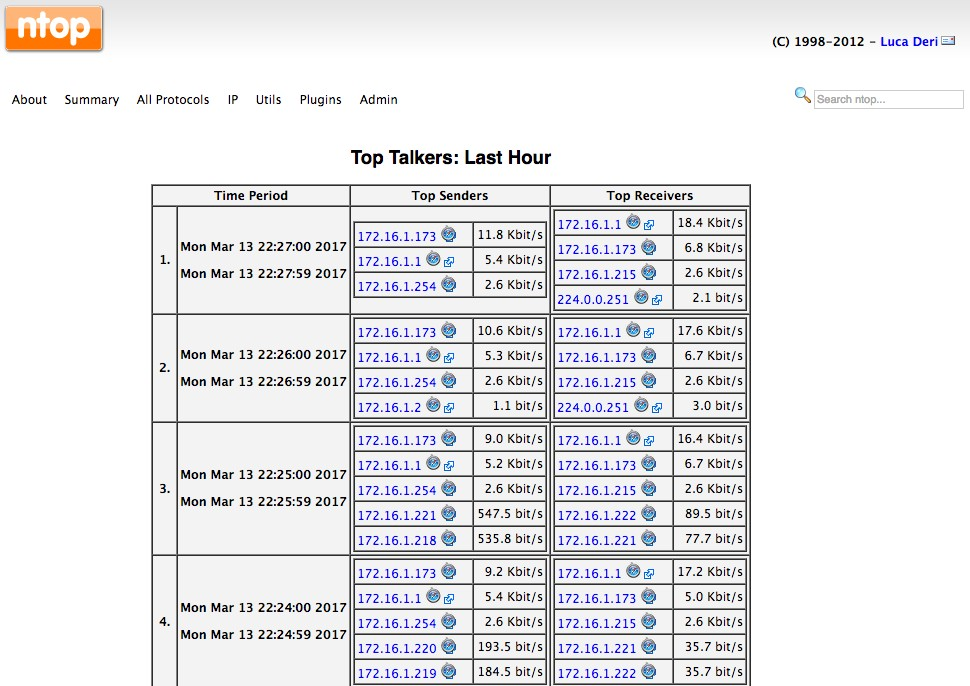 ntop
(C) 1998-2012 - Luca Deri
About Summary All Protocols IP Utils Plugins Admin
Search ntop...
Top Talkers: Last Hour
Time Period Top Senders Top Receivers
1.
Mon Mar 13 22:27:00 2017
Mon Mar 13 22:27:59 2017
172.16.1.173 11.8 Kbit/s
172.16.1.1 5.4 Kbit/s
172.16.1.254 2.6 Kbit/s
172.16.1.1 18.4 Kbit/s
172.16.1.173 6.8 Kbit/s
172.16.1.215 2.6 Kbit/s
224.0.0.251 2.1 bit/s
2.
Mon Mar 13 22:26:00 2017
Mon Mar 13 22:26:59 2017
172.16.1.173 10.6 Kbit/s
172.16.1.1 5.3 Kbit/s
172.16.1.254 2.6 Kbit/s
172.16.1.2 1.1 bit/s
172.16.1.1 17.6 Kbit/s
172.16.1.173 6.7 Kbit/s
172.16.1.215 2.6 Kbit/s
224.0.0.251 3.0 bit/s
3.
Mon Mar 13 22:25:00 2017
Mon Mar 13 22:25:59 2017
172.16.1.173 9.0 Kbit/s
172.16.1.1 5.2 Kbit/s
172.16.1.254 2.6 Kbit/s
172.16.1.221 547.5 bit/s
172.16.1.218 535.8 bit/s
172.16.1.1 16.4 Kbit/s
172.16.1.173 6.7 Kbit/s
172.16.1.215 2.6 Kbit/s
172.16.1.222 89.5 bit/s
172.16.1.221 77.7 bit/s
4.
Mon Mar 13 22:24:00 2017
Mon Mar 13 22:24:59 2017
172.16.1.173 9.2 Kbit/s
172.16.1.1 5.4 Kbit/s
172.16.1.254 2.6 Kbit/s
172.16.1.220 193.5 bit/s
172.16.1.219 184.5 bit/s
172.16.1.1 17.2 Kbit/s
172.16.1.173 5.0 Kbit/s
172.16.1.215 2.6 Kbit/s
172.16.1.221 35.7 bit/s
172.16.1.222 35.7 bit/s